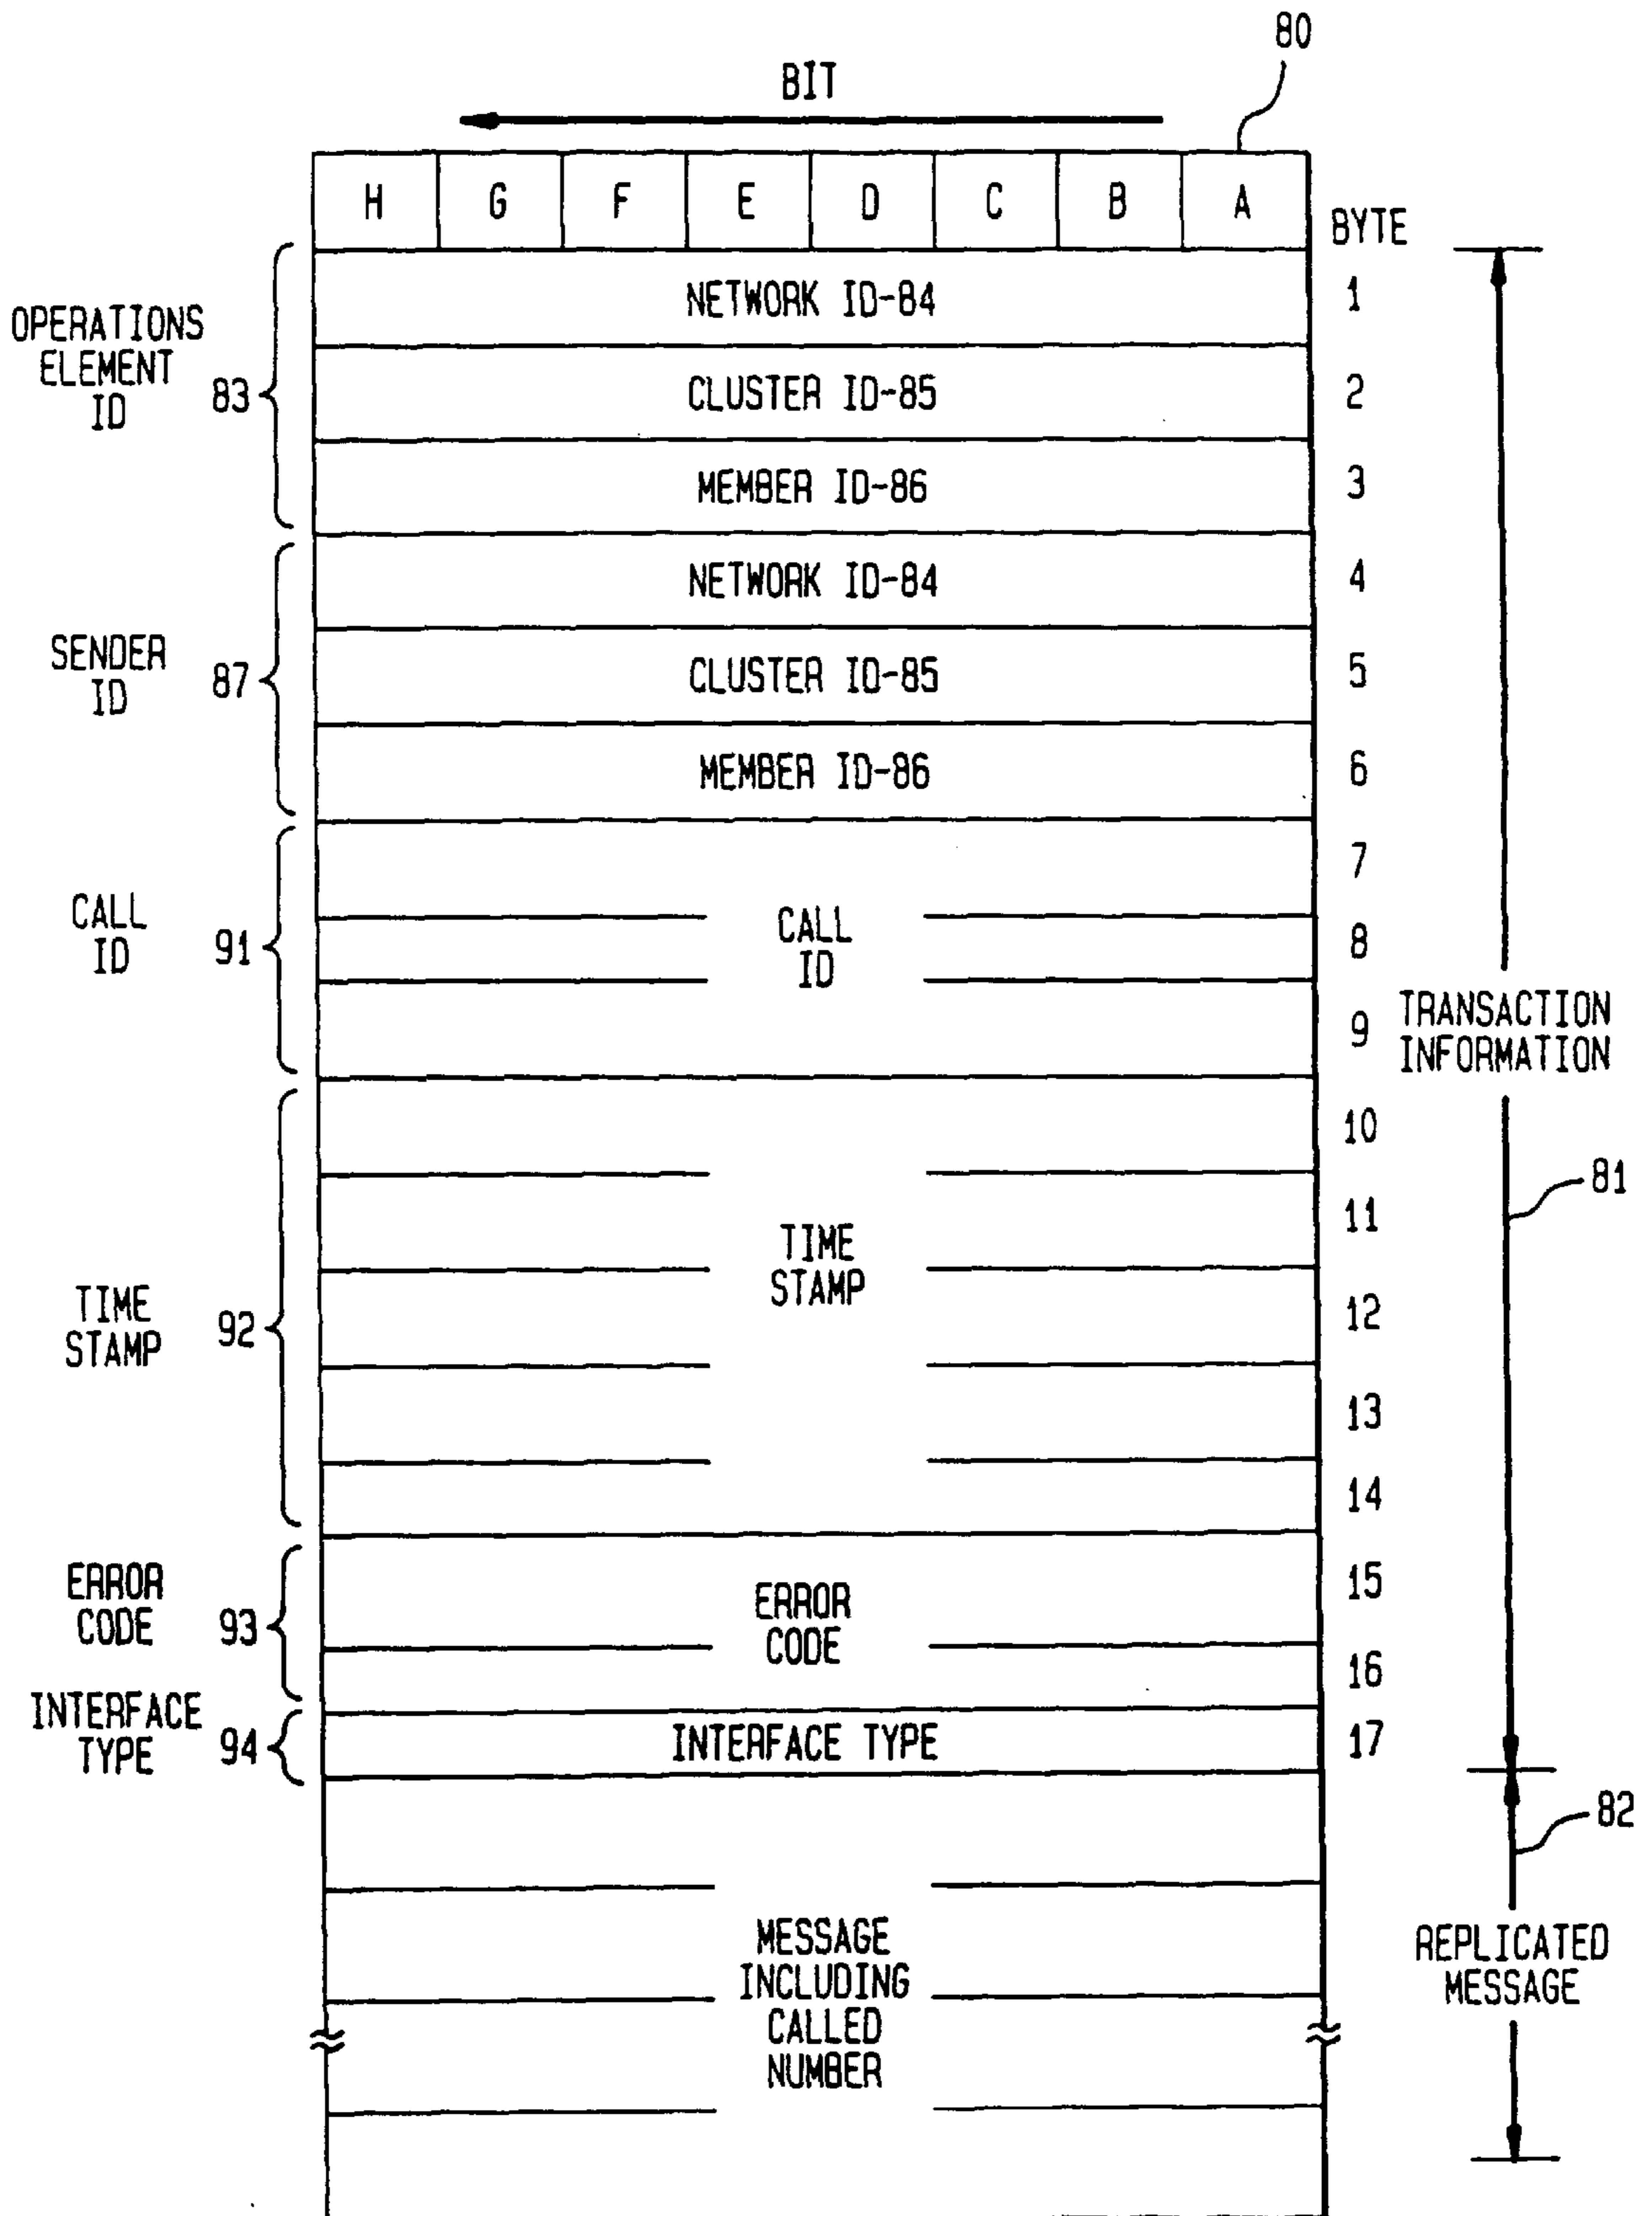 80
BIT
H G F E D C B A
BYTE
OPERATIONS
ELEMENT
ID
83
NETWORK ID-84
1
CLUSTER ID-85
2
MEMBER ID-86
3
SENDER
ID
87
NETWORK ID-84
4
CLUSTER ID-85
5
MEMBER ID-86
6
CALL
ID
91
CALL
ID
7
8
9
TRANSACTION
INFORMATION
81
TIME
STAMP
92
TIME
STAMP
10
11
12
13
14
ERROR
CODE
93
ERROR
CODE
15
16
INTERFACE
TYPE
94
INTERFACE TYPE
17
82
MESSAGE
INCLUDING
CALLED
NUMBER
REPLICATED
MESSAGE